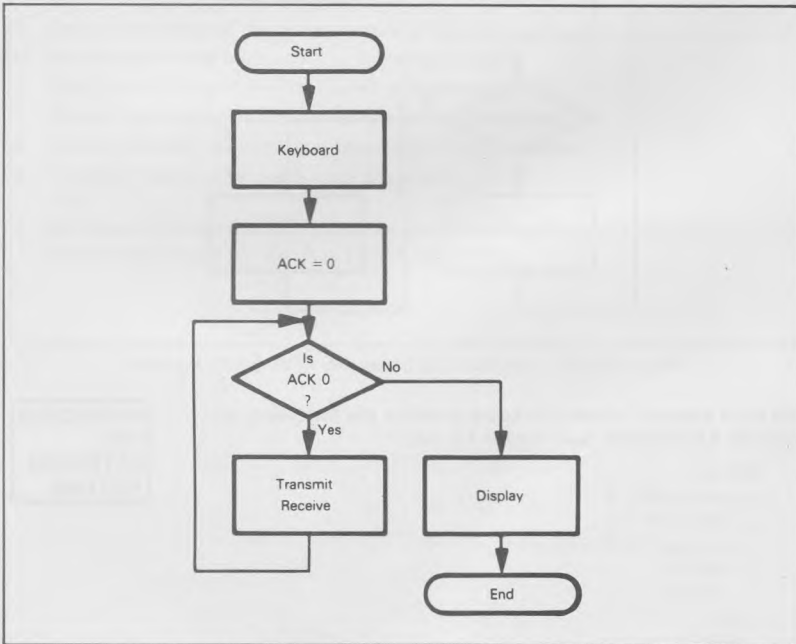 Start
Keyboard
ACK = 0
Is
ACK 0
?
No
Yes
Transmit
Receive
Display
End